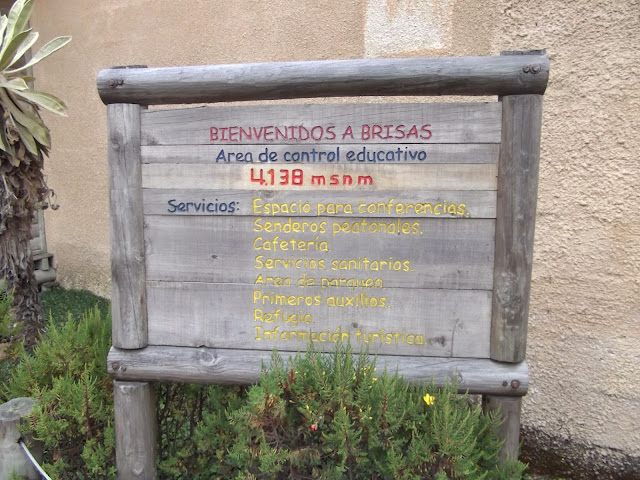 BIENVENIDOS A BRISAS
Area de control educativo
4.138 m s n m
Servicios: Espacio para conferencias.
Senderos peatonales.
Cafetería.
Servicios sanitarios.
Area de parqueo
Primeros auxilios.
Refugio.
Información turística.